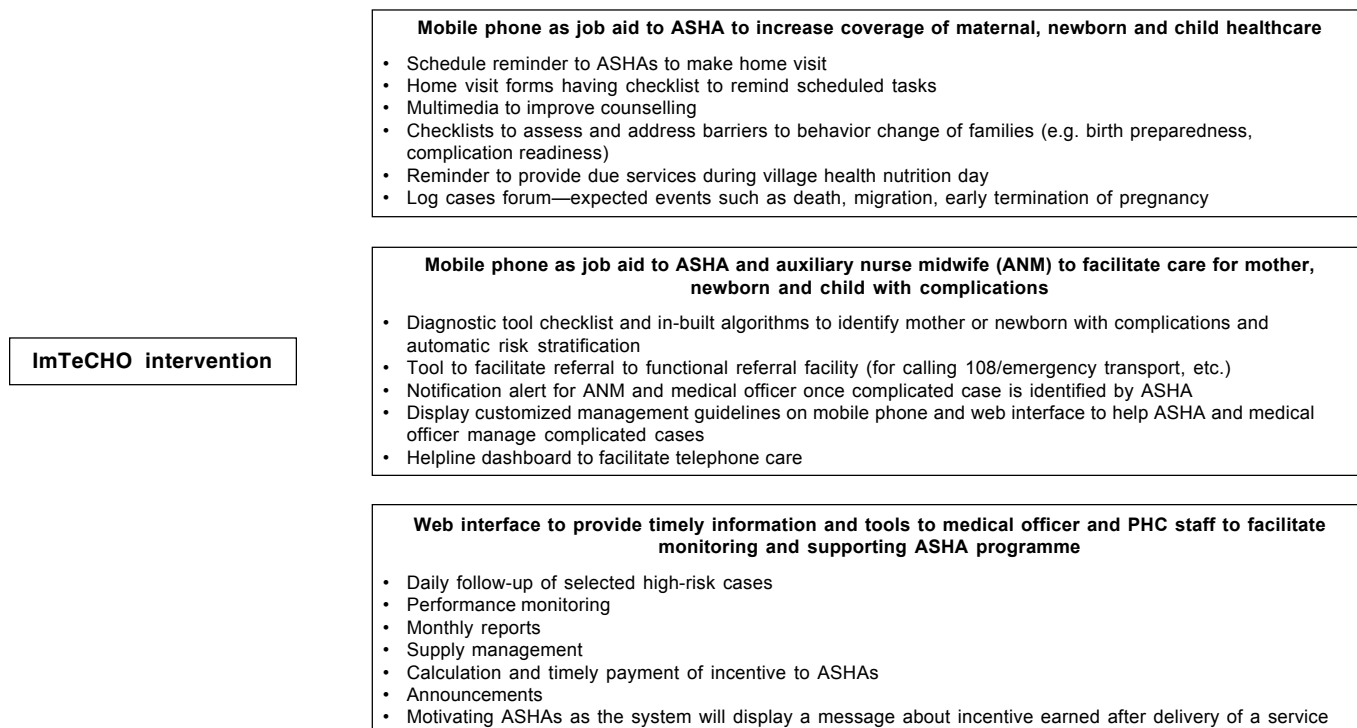 Mobile phone as job aid to ASHA to increase coverage of maternal, newborn and child healthcare
• Schedule reminder to ASHAs to make home visit
• Home visit forms having checklist to remind scheduled tasks
• Multimedia to improve counselling
• Checklists to assess and address barriers to behavior change of families (e.g. birth preparedness,
complication readiness)
• Reminder to provide due services during village health nutrition day
• Log cases forum—expected events such as death, migration, early termination of pregnancy
Mobile phone as job aid to ASHA and auxiliary nurse midwife (ANM) to facilitate care for mother,
newborn and child with complications
• Diagnostic tool checklist and in-built algorithms to identify mother or newborn with complications and
automatic risk stratification
• Tool to facilitate referral to functional referral facility (for calling 108/emergency transport, etc.)
• Notification alert for ANM and medical officer once complicated case is identified by ASHA
• Display customized management guidelines on mobile phone and web interface to help ASHA and medical
officer manage complicated cases
• Helpline dashboard to facilitate telephone care
ImTeCHO intervention
Web interface to provide timely information and tools to medical officer and PHC staff to facilitate
monitoring and supporting ASHA programme
• Daily follow-up of selected high-risk cases
• Performance monitoring
• Monthly reports
• Supply management
• Calculation and timely payment of incentive to ASHAs
• Announcements
• Motivating ASHAs as the system will display a message about incentive earned after delivery of a service